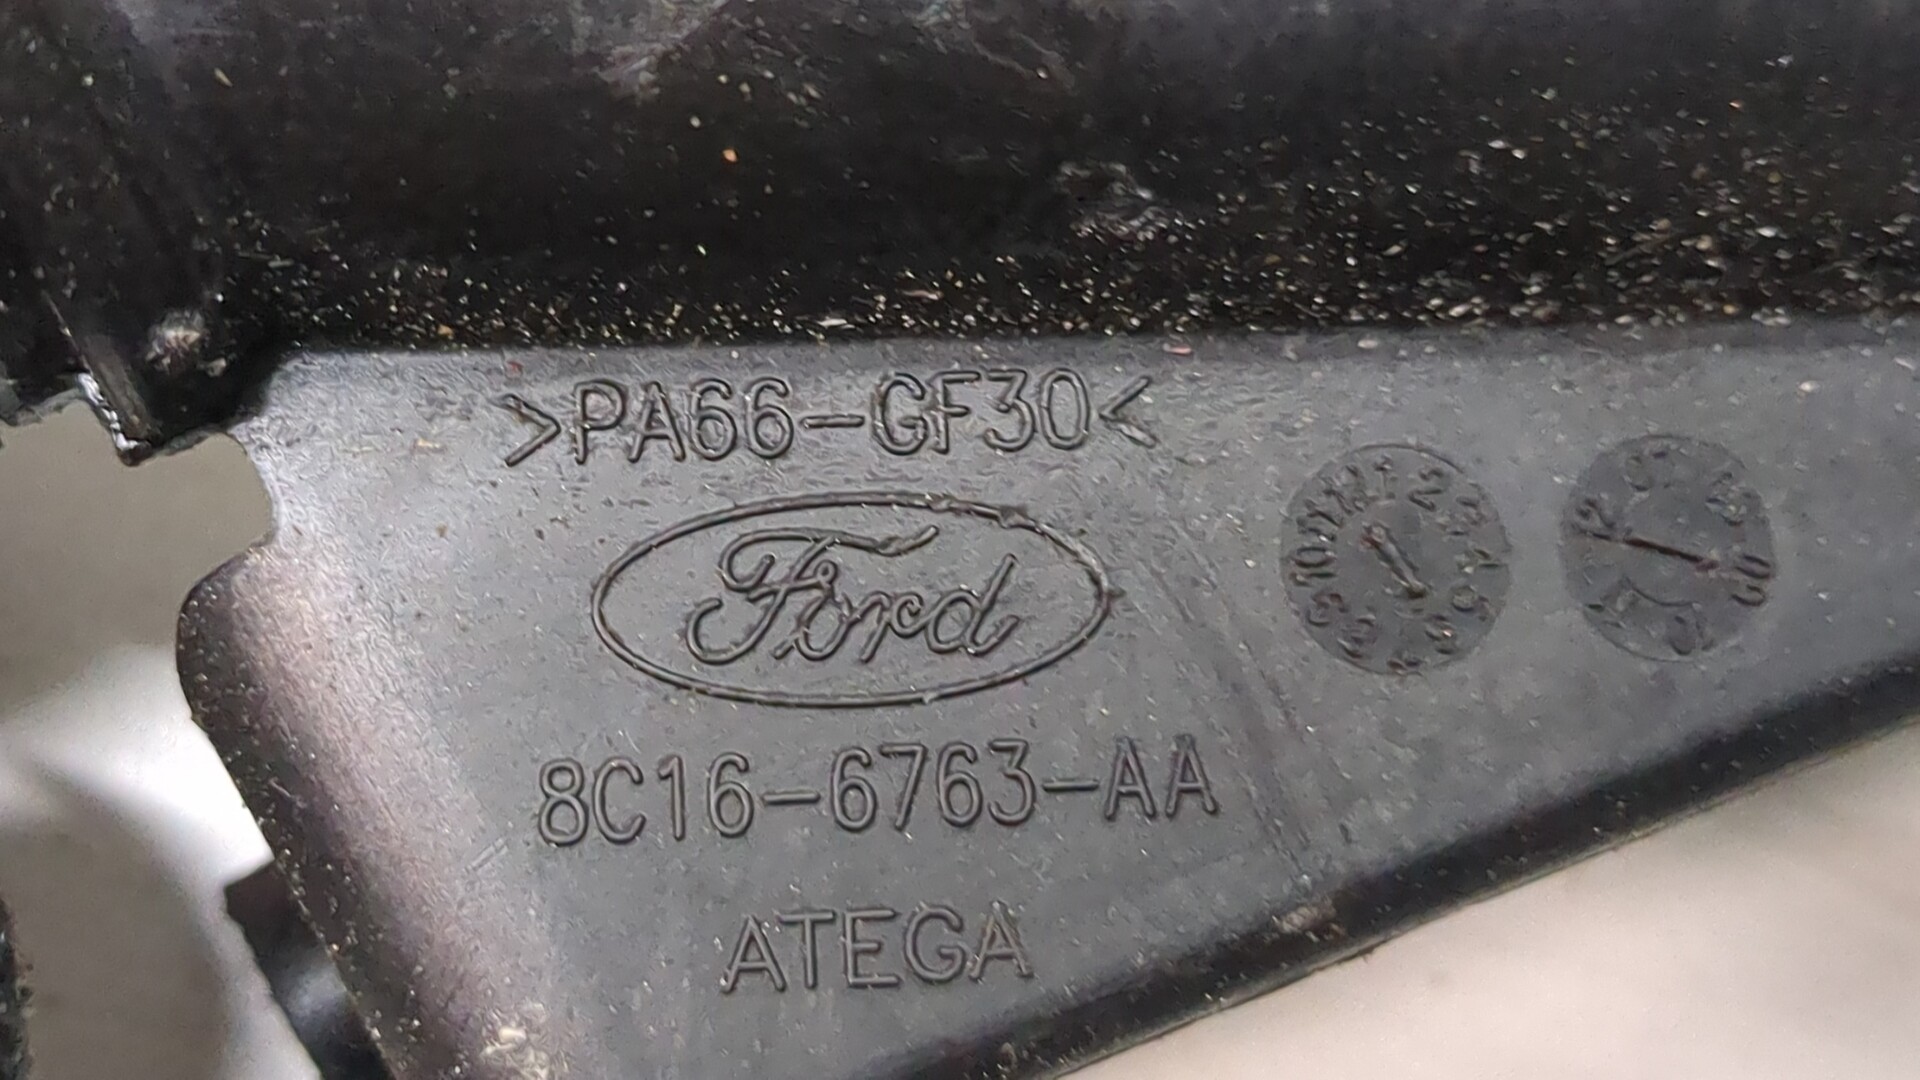 >PA66-GF30<
Ford
8C16-6763-AA
ATEGA